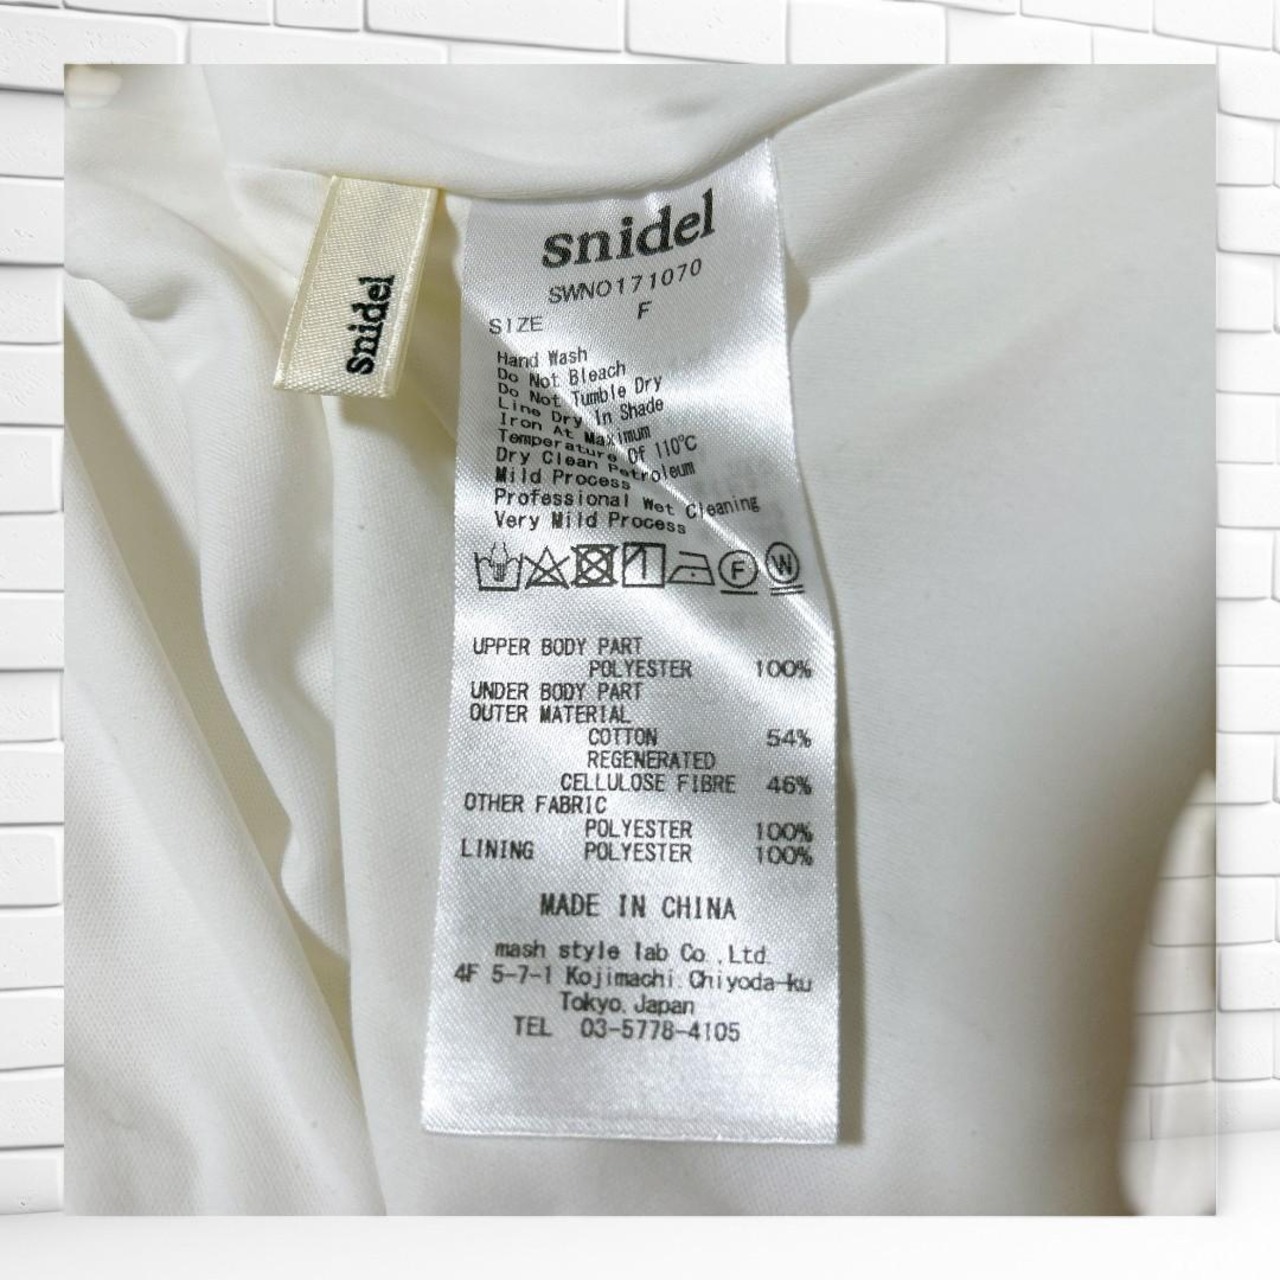 snidel
snidel
SWNO171070
SIZE F
Hand Wash
Do Not Bleach
Do Not Tumble Dry
Line Dry In Shade
Iron At Maximum
Temperature Of 110℃
Dry Clean Petroleum
Mild Process
Professional Wet Cleaning
Very Mild Process
F W
UPPER BODY PART
POLYESTER 100%
UNDER BODY PART
OUTER MATERIAL
COTTON 54%
REGENERATED
CELLULOSE FIBRE 46%
OTHER FABRIC
POLYESTER 100%
LINING POLYESTER 100%
MADE IN CHINA
mash style lab Co.,Ltd.
4F 5-7-1 Kojimachi.Chiyoda-ku
Tokyo.Japan
TEL 03-5778-4105